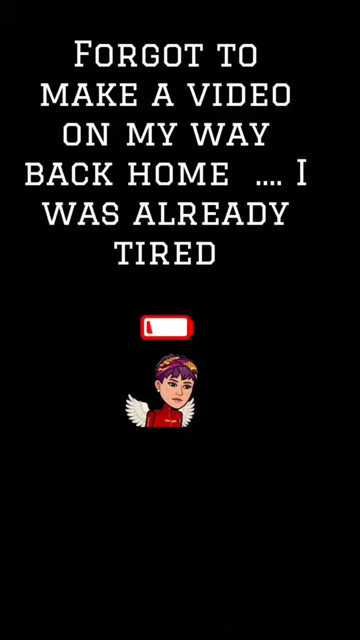 Forgot to
make a video
on my way
back home .... I
was already
tired